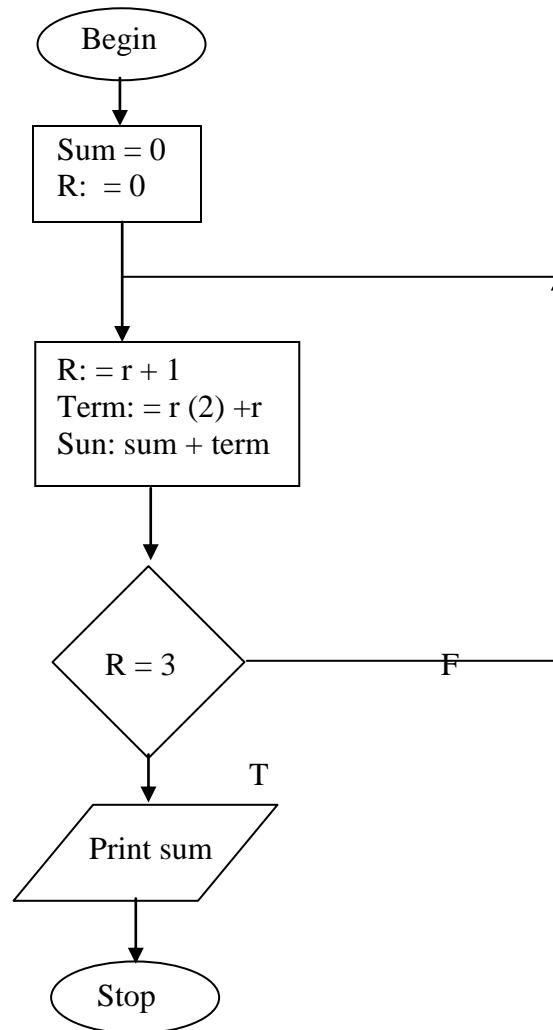 Begin
Sum = 0
R:  = 0
R: = r + 1
Term: = r (2) +r
Sun: sum + term
R = 3
F
T
Print sum
Stop